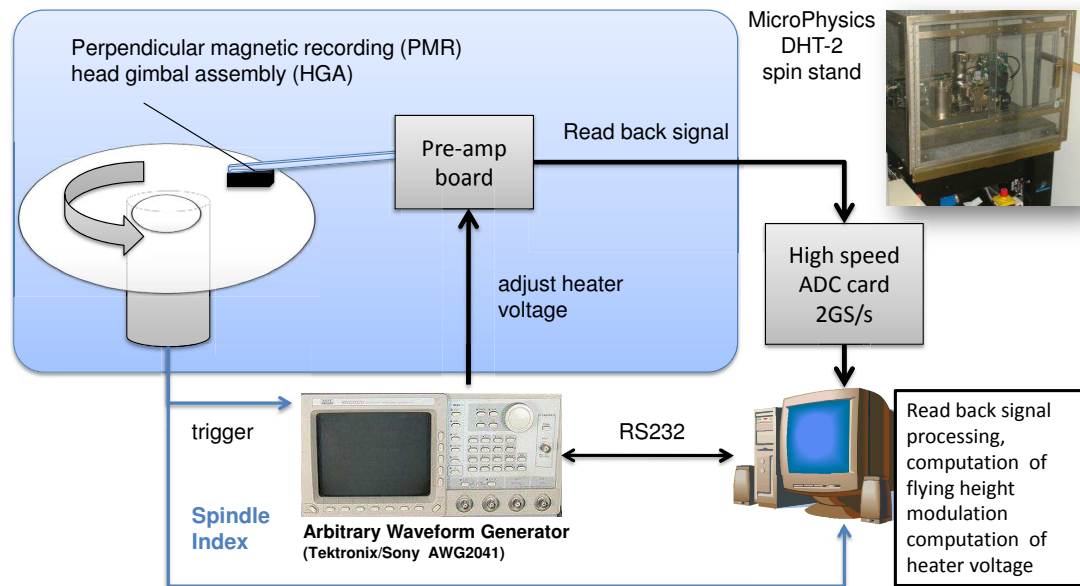 Perpendicular magnetic recording (PMR)
head gimbal assembly (HGA)
MicroPhysics
DHT-2
spin stand
Pre-amp
board
Read back signal
High speed
ADC card
2GS/s
adjust heater
voltage
trigger
RS232
Spindle
Index
Arbitrary Waveform Generator
(Tektronix/Sony AWG2041)
Read back signal
processing,
computation of
flying height
modulation
computation of
heater voltage